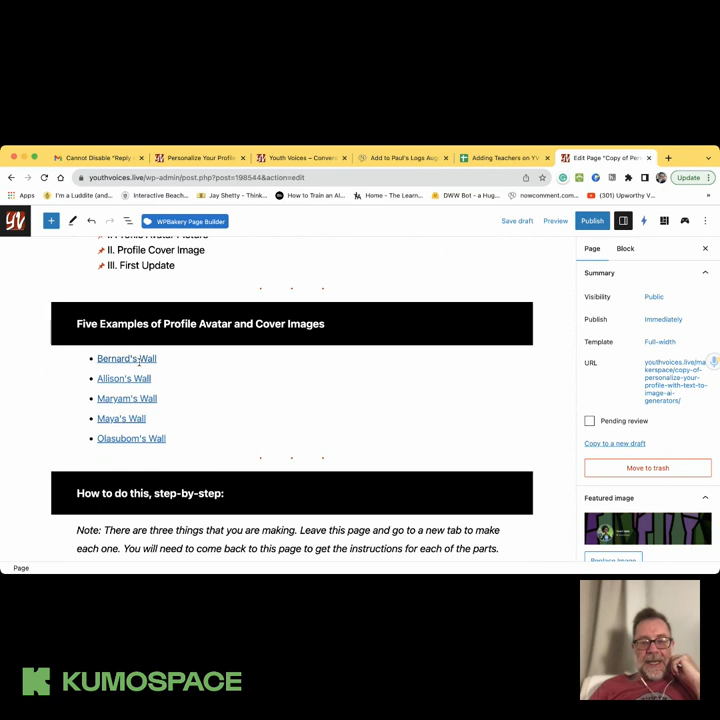 Cannot Disable "Reply
Personalize Your Profile
Youth Voices – Convers
Add to Paul's Logs Aug
Adding Teachers on YV
Edit Page "Copy of Per
youthvoices.live/wp-admin/post.php?post=198544&action=edit
Update
Apps
I'm a Luddite (and...
Interactive Beach...
Jay Shetty - Think...
How to Train an AI...
Home - The Learn...
DWW Bot - a Hug...
nowcomment.com
(301) Upworthy V...
YV
WPBakery Page Builder
Save draft
Preview
Publish
II. Profile Cover Image
III. First Update
Five Examples of Profile Avatar and Cover Images
Bernard's Wall
Allison's Wall
Maryam's Wall
Maya's Wall
Olasubom's Wall
How to do this, step-by-step:
Note: There are three things that you are making. Leave this page and go to a new tab to make
each one. You will need to come back to this page to get the instructions for each of the parts.
Page
Block
Summary
Visibility
Public
Publish
Immediately
Template
Full-width
URL
youthvoices.live/ma
kerspace/copy-of-
personalize-your-
profile-with-text-to-
image-ai-
generators/
Pending review
Copy to a new draft
Move to trash
Featured image
Replace Image
Page
KUMOSPACE